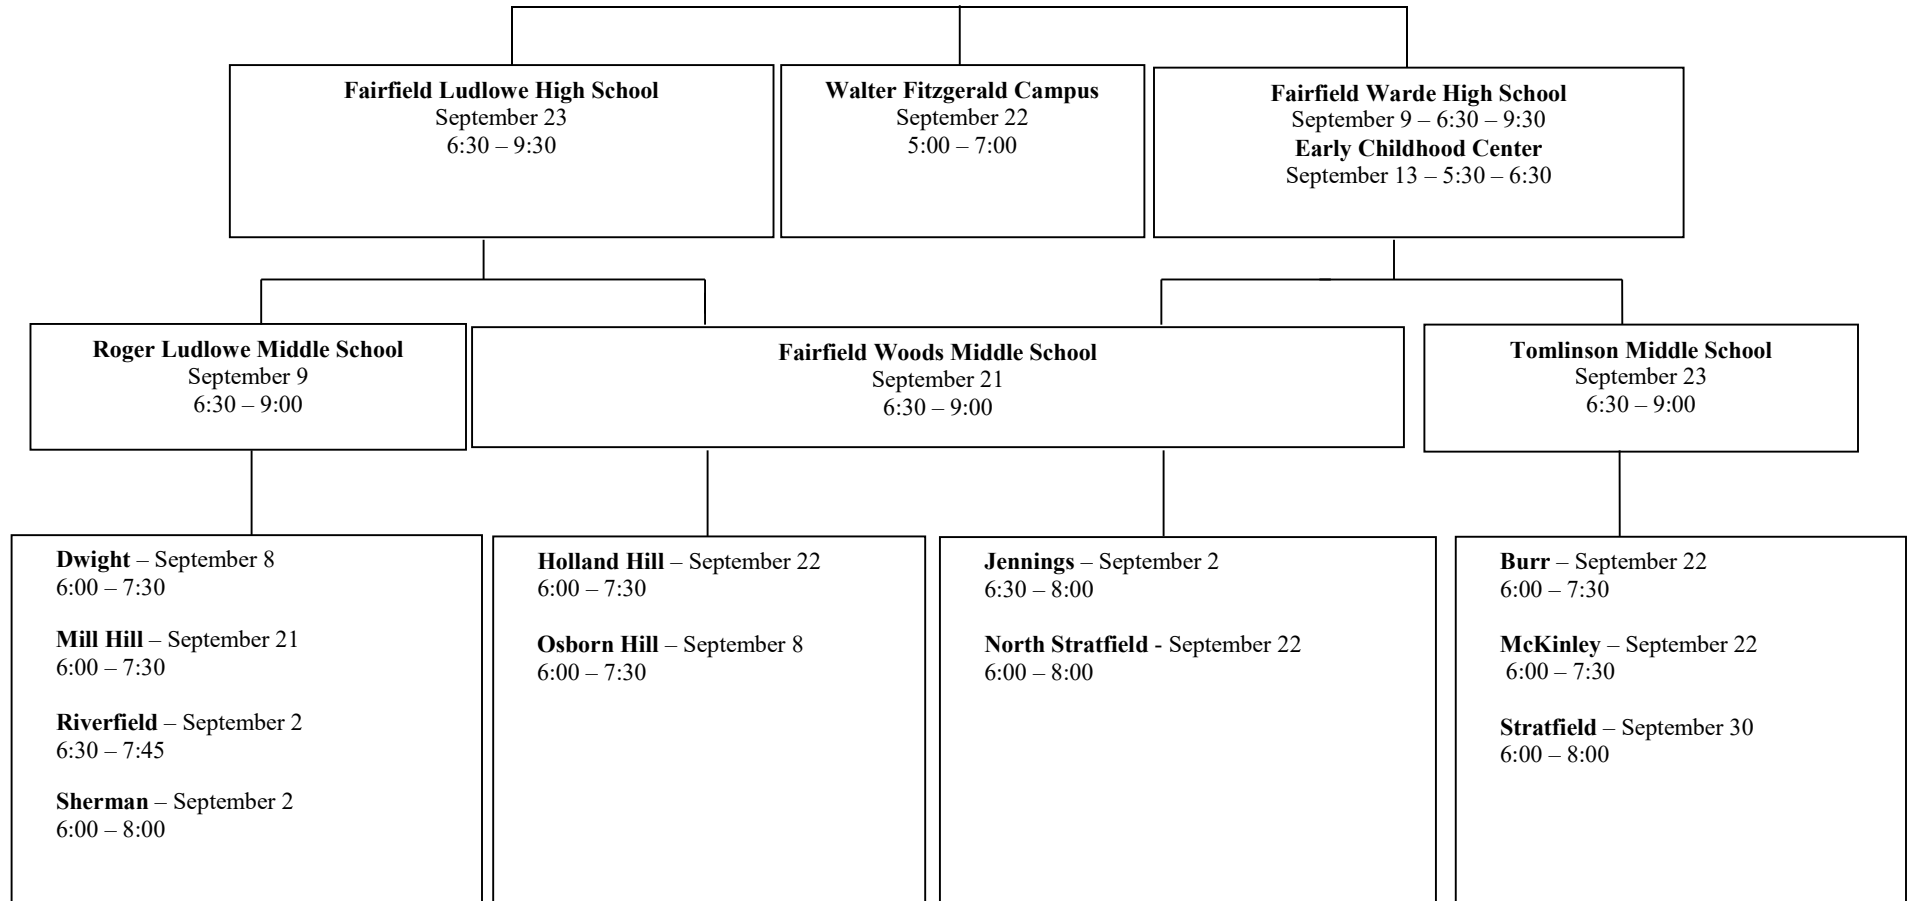 Fairfield Ludlowe High School
September 23
6:30 – 9:30
Walter Fitzgerald Campus
September 22
5:00 – 7:00
Fairfield Warde High School
September 9 – 6:30 – 9:30
Early Childhood Center
September 13 – 5:30 – 6:30
Roger Ludlowe Middle School
September 9
6:30 – 9:00
Fairfield Woods Middle School
September 21
6:30 – 9:00
Tomlinson Middle School
September 23
6:30 – 9:00
Dwight – September 8
6:00 – 7:30
Mill Hill – September 21
6:00 – 7:30
Riverfield – September 2
6:30 – 7:45
Sherman – September 2
6:00 – 8:00
Holland Hill – September 22
6:00 – 7:30
Osborn Hill – September 8
6:00 – 7:30
Jennings – September 2
6:30 – 8:00
North Stratfield - September 22
6:00 – 8:00
Burr – September 22
6:00 – 7:30
McKinley – September 22
6:00 – 7:30
Stratfield – September 30
6:00 – 8:00